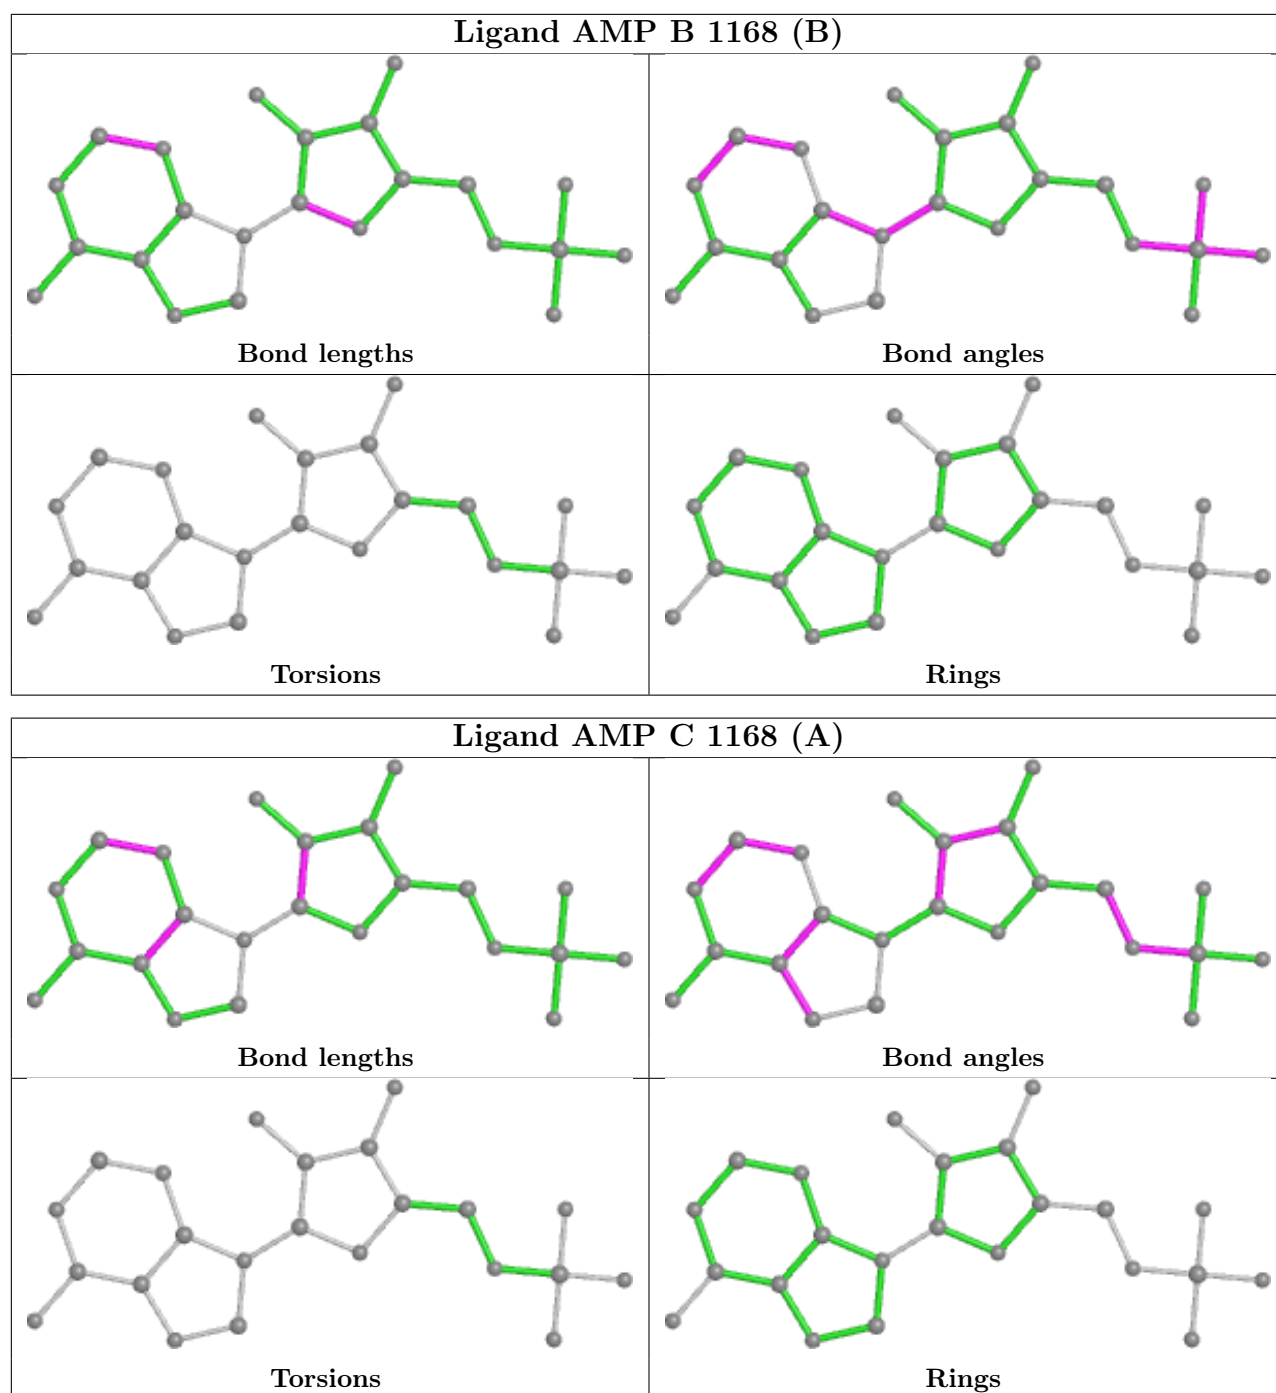 Ligand AMP B 1168 (B)
Bond lengths
Bond angles
Torsions
Rings
Ligand AMP C 1168 (A)
Bond lengths
Bond angles
Torsions
Rings